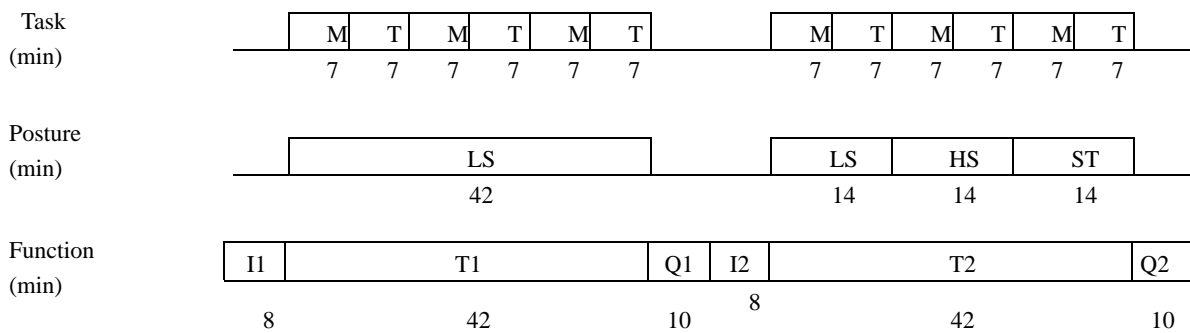 Task
(min)
M T M T M T M T M T M T
7 7 7 7 7 7 7 7 7 7 7 7
Posture
(min)
LS LS HS ST
42 14 14 14
Function
(min)
I1 T1 Q1 I2 T2 Q2
8 42 10 8 42 10